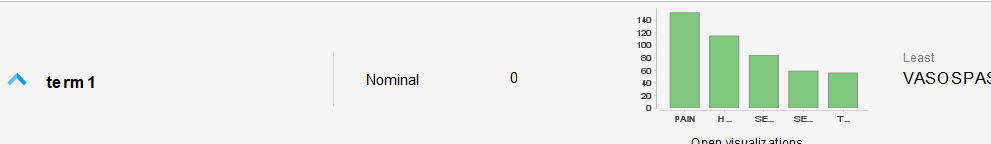 term 1
Nominal
0
140
120
100
80
60
40
20
0
PAIN H ... SE... SE... T...
Open visualizations
Least
VASOSPAS